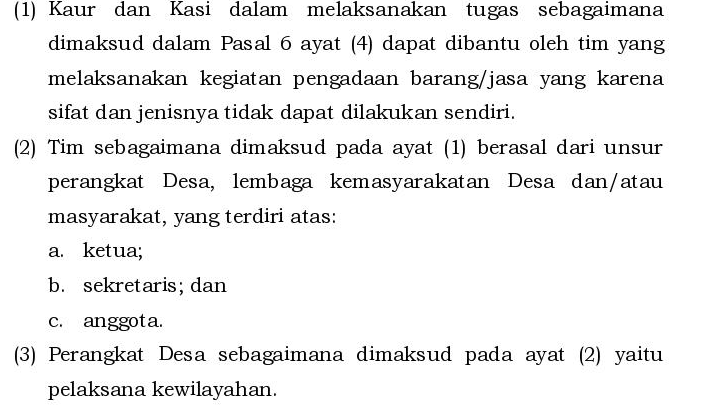 (1) Kaur dan Kasi dalam melaksanakan tugas sebagaimana
dimaksud dalam Pasal 6 ayat (4) dapat dibantu oleh tim yang
melaksanakan kegiatan pengadaan barang/jasa yang karena
sifat dan jenisnya tidak dapat dilakukan sendiri.
(2) Tim sebagaimana dimaksud pada ayat (1) berasal dari unsur
perangkat Desa, lembaga kemasyarakatan Desa dan/atau
masyarakat, yang terdiri atas:
a. ketua;
b. sekretaris; dan
c. anggota.
(3) Perangkat Desa sebagaimana dimaksud pada ayat (2) yaitu
pelaksana kewilayahan.